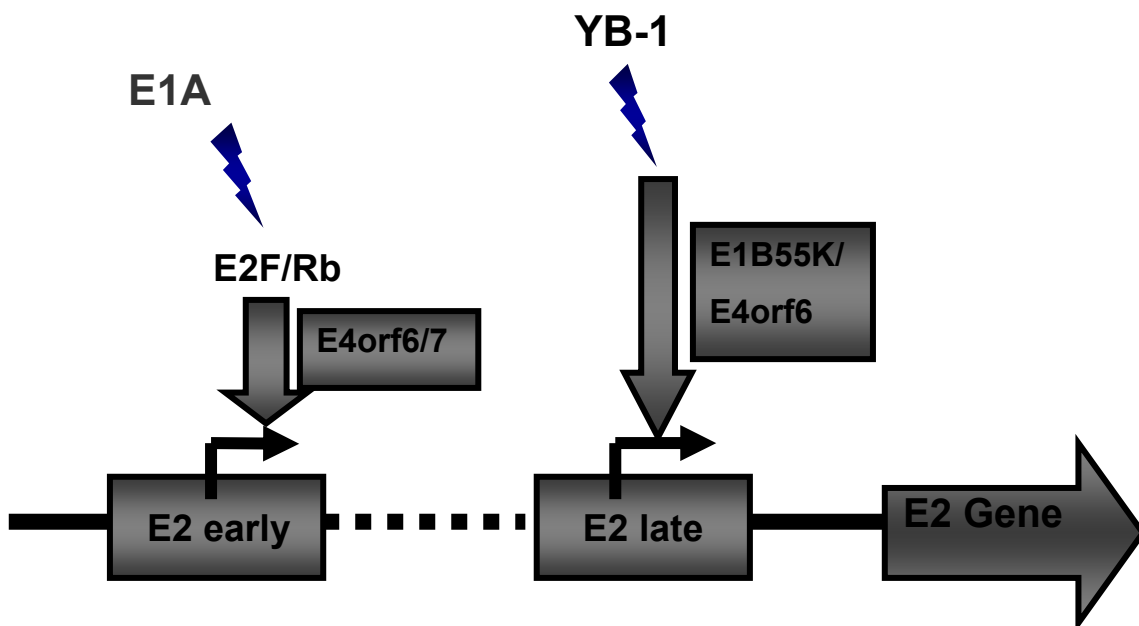 YB-1
E1A
E2F/Rb
E4orf6/7
E1B55K/
E4orf6
E2 early
E2 late
E2 Gene